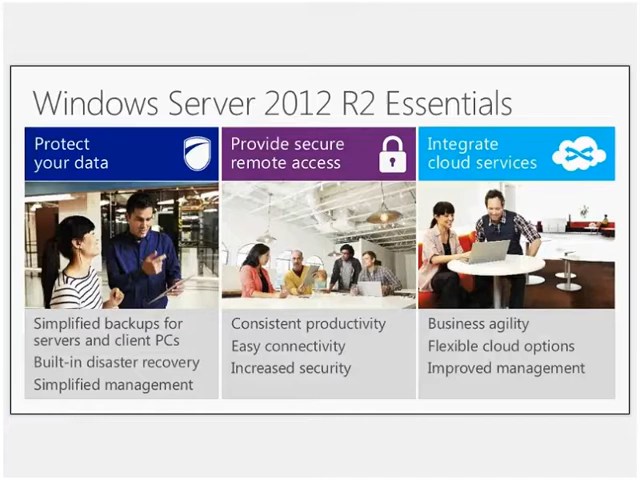 Windows Server 2012 R2 Essentials
Protect
your data
Provide secure
remote access
Integrate
cloud services
Simplified backups for
servers and client PCs
Built-in disaster recovery
Simplified management
Consistent productivity
Easy connectivity
Increased security
Business agility
Flexible cloud options
Improved management